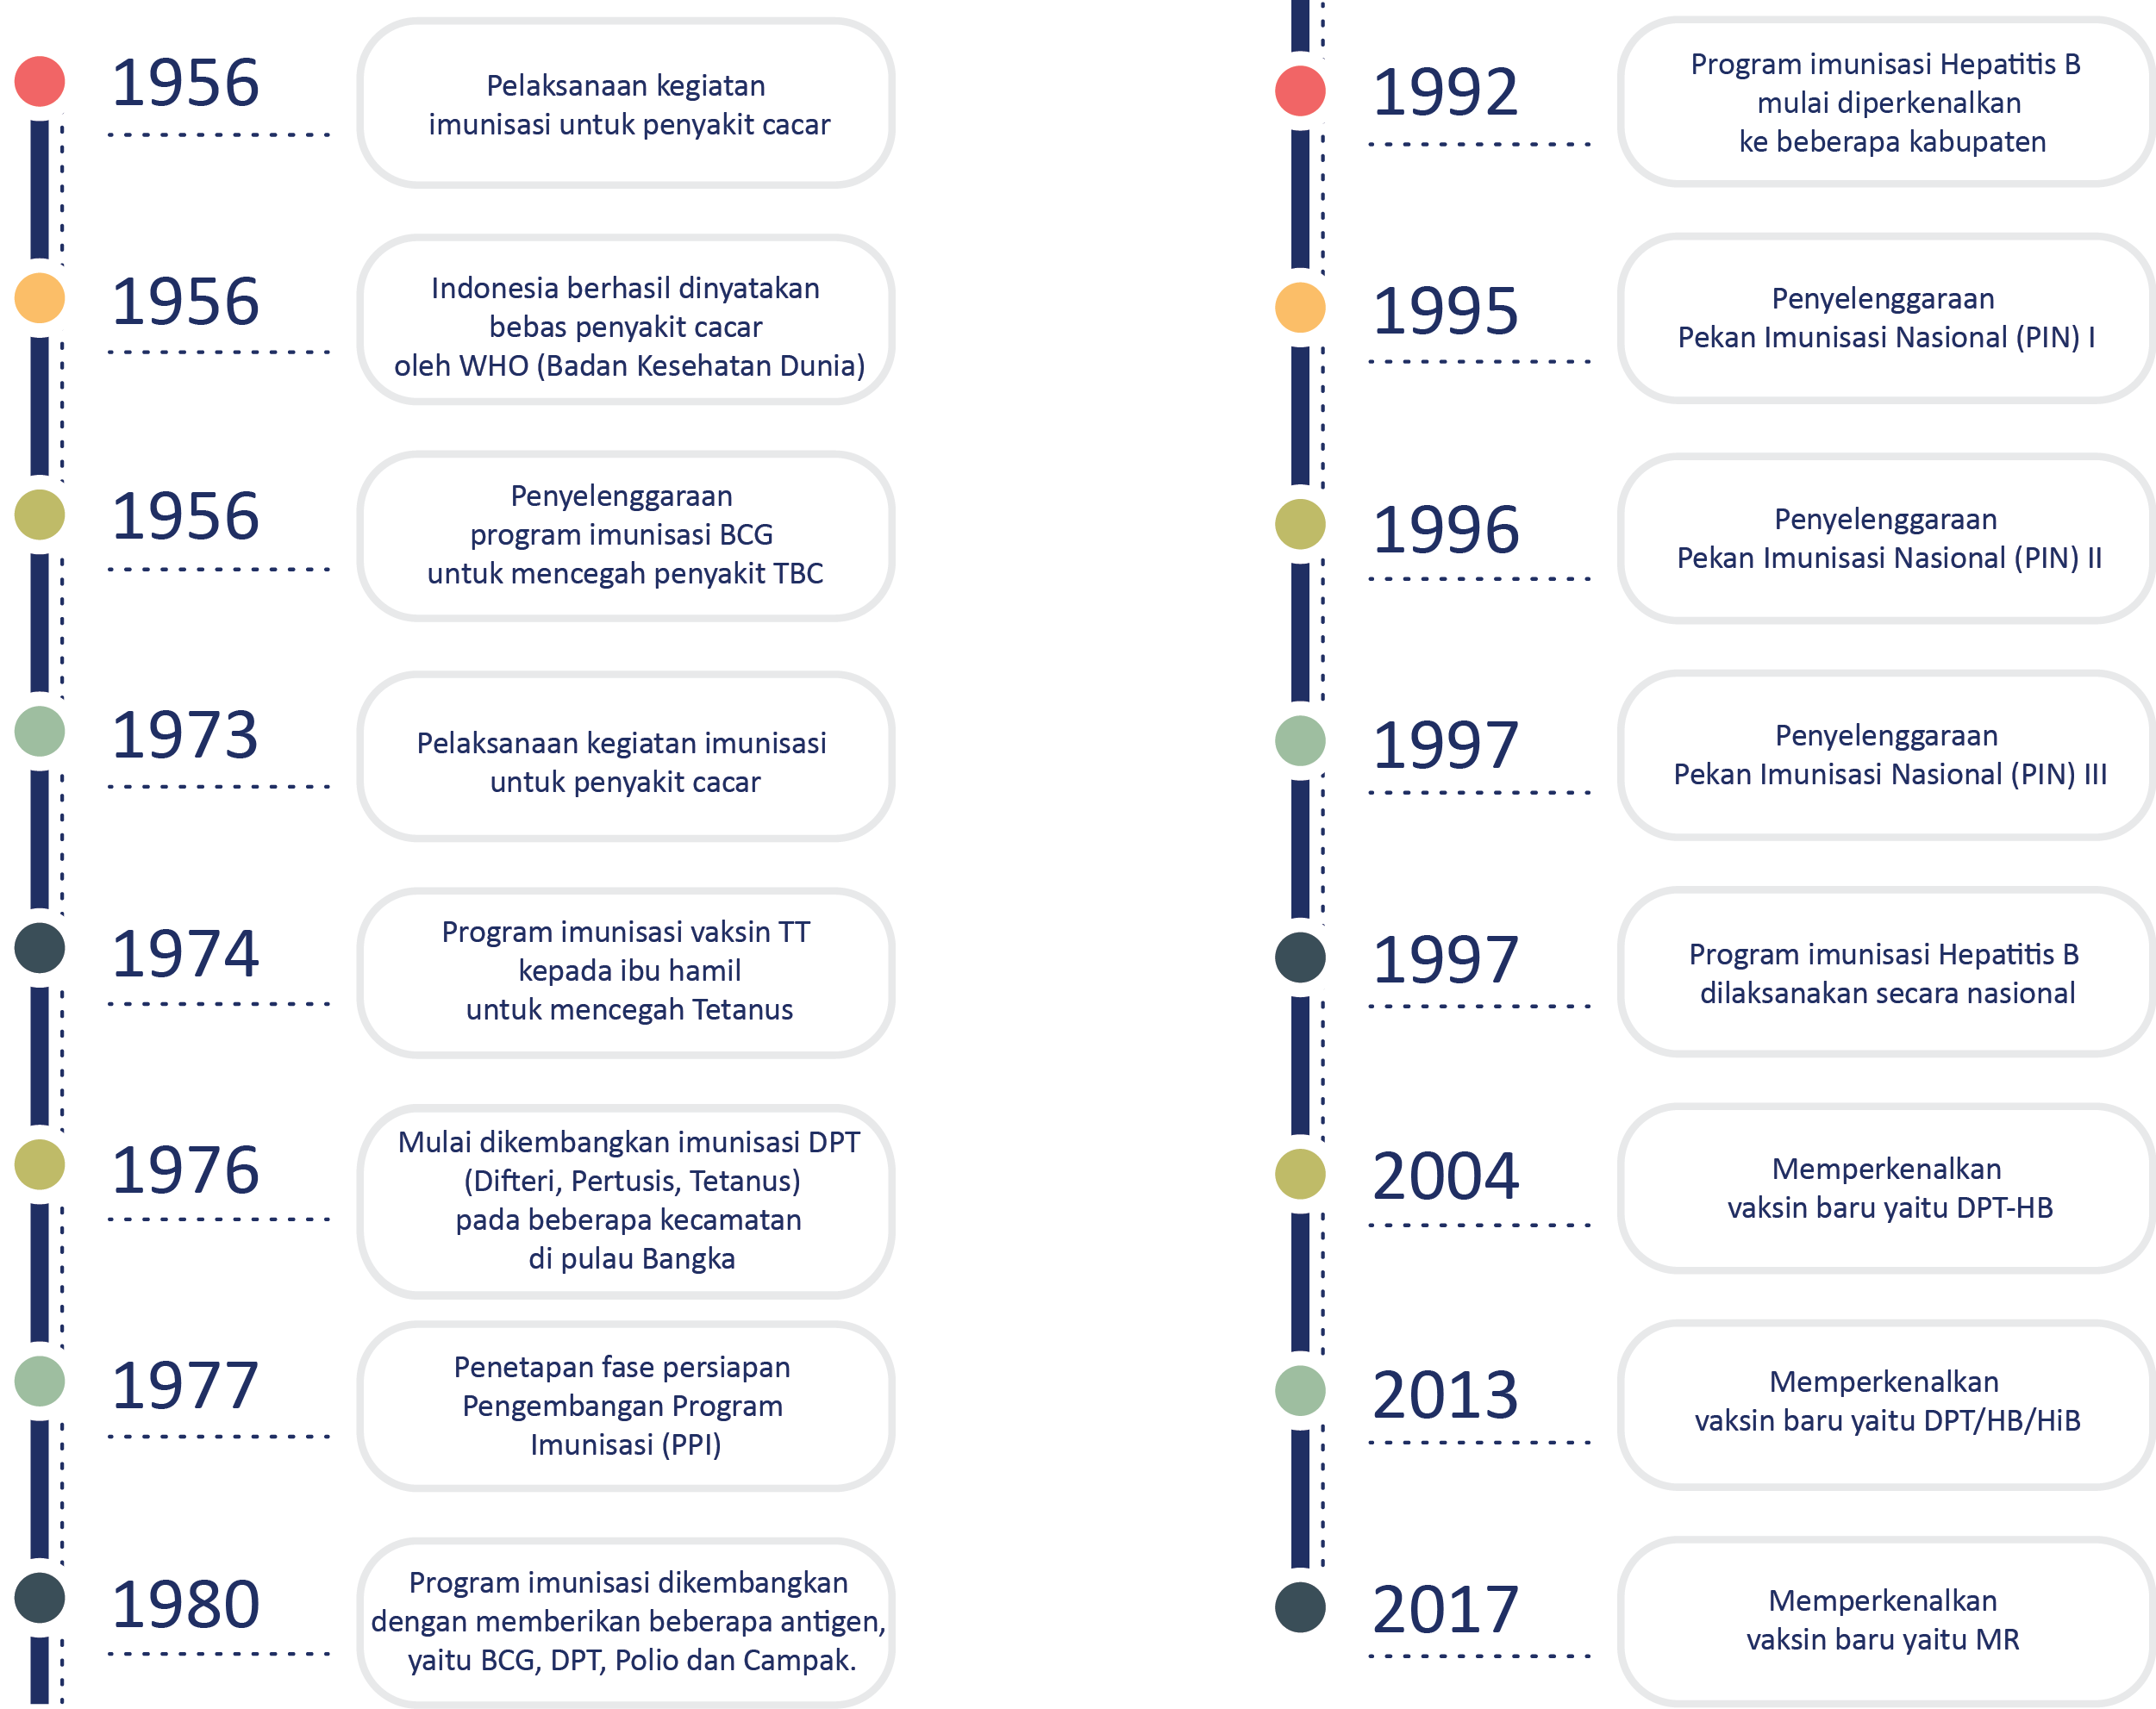 1956
Pelaksanaan kegiatan
imunisasi untuk penyakit cacar
1956
Indonesia berhasil dinyatakan
bebas penyakit cacar
oleh WHO (Badan Kesehatan Dunia)
1956
Penyelenggaraan
program imunisasi BCG
untuk mencegah penyakit TBC
1973
Pelaksanaan kegiatan imunisasi
untuk penyakit cacar
1974
Program imunisasi vaksin TT
kepada ibu hamil
untuk mencegah Tetanus
1976
Mulai dikembangkan imunisasi DPT
(Difteri, Pertusis, Tetanus)
pada beberapa kecamatan
di pulau Bangka
1977
Penetapan fase persiapan
Pengembangan Program
Imunisasi (PPI)
1980
Program imunisasi dikembangkan
dengan memberikan beberapa antigen,
yaitu BCG, DPT, Polio dan Campak.
1992
Program imunisasi Hepatitis B
mulai diperkenalkan
ke beberapa kabupaten
1995
Penyelenggaraan
Pekan Imunisasi Nasional (PIN) I
1996
Penyelenggaraan
Pekan Imunisasi Nasional (PIN) II
1997
Penyelenggaraan
Pekan Imunisasi Nasional (PIN) III
1997
Program imunisasi Hepatitis B
dilaksanakan secara nasional
2004
Memperkenalkan
vaksin baru yaitu DPT-HB
2013
Memperkenalkan
vaksin baru yaitu DPT/HB/HiB
2017
Memperkenalkan
vaksin baru yaitu MR